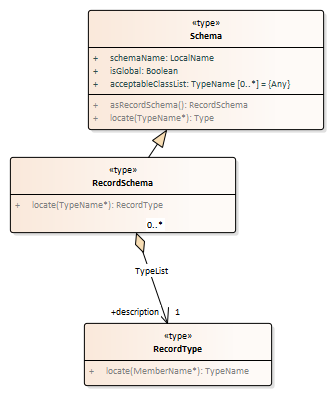 «type»
Schema
+ schemaName: LocalName
+ isGlobal: Boolean
+ acceptableClassList: TypeName [0..*] = {Any}
+ asRecordSchema(): RecordSchema
+ locate(TypeName*): Type
«type»
RecordSchema
+ locate(TypeName*): RecordType
0..*
TypeList
+description 1
«type»
RecordType
+ locate(MemberName*): TypeName